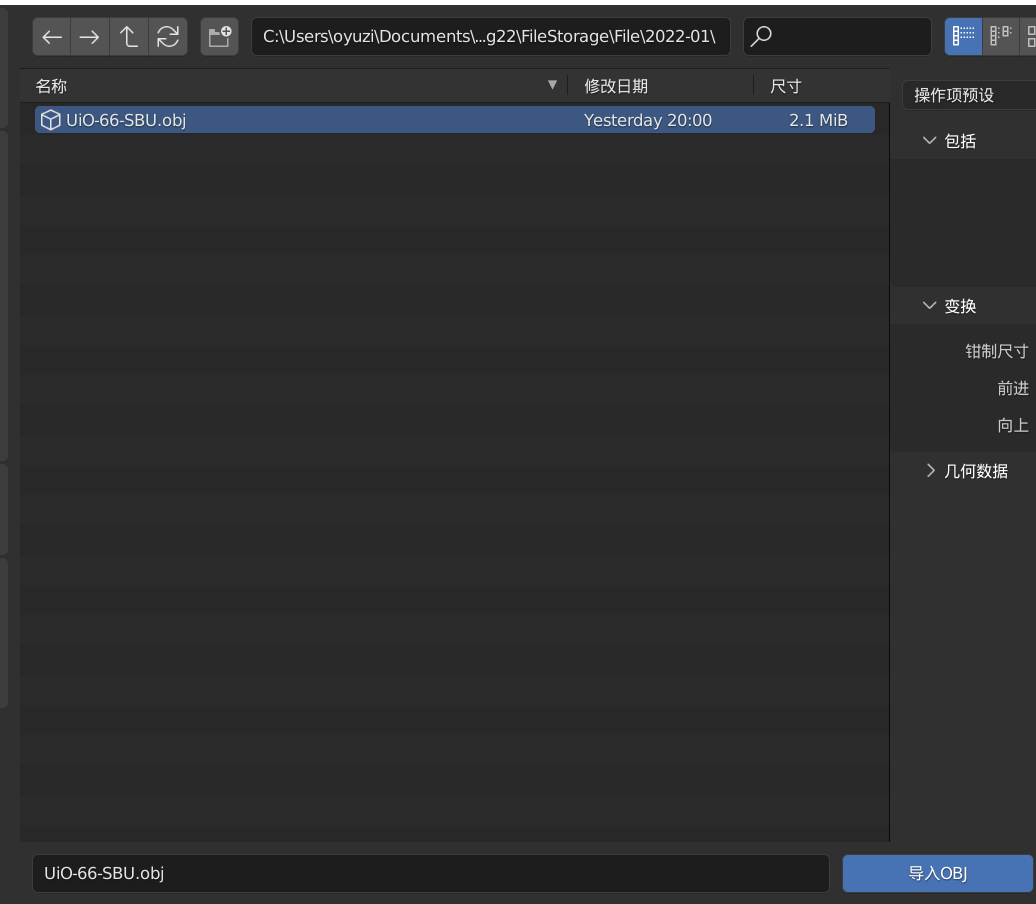 C:\Users\oyuzi\Documents\...g22\FileStorage\File\2022-01\
名称 修改日期 尺寸
UiO-66-SBU.obj Yesterday 20:00 2.1 MiB
操作项预设
包括
变换
钳制尺寸
前进
向上
几何数据
UiO-66-SBU.obj 导入OBJ